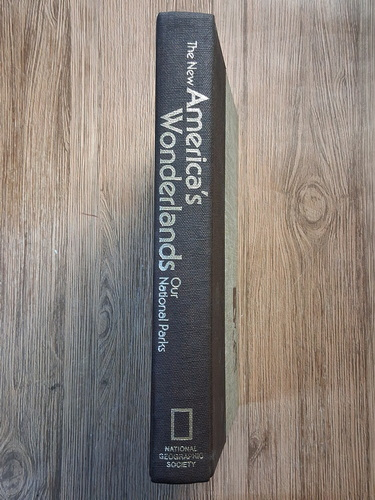 The New
America's
Wonderlands
Our
National Parks
NATIONAL
GEOGRAPHIC
SOCIETY